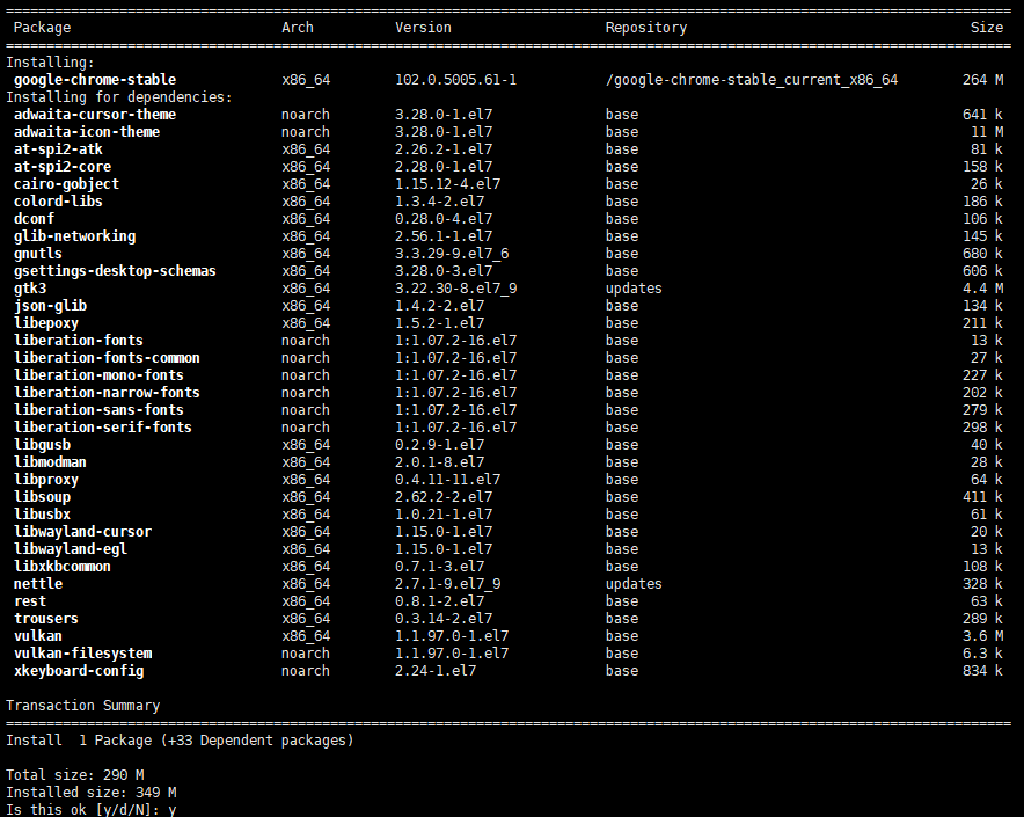 ================================================================================
Package Arch Version Repository Size
================================================================================
Installing:
google-chrome-stable x86_64 102.0.5005.61-1 /google-chrome-stable_current_x86_64 264 M
Installing for dependencies:
adwaita-cursor-theme noarch 3.28.0-1.el7 base 641 k
adwaita-icon-theme noarch 3.28.0-1.el7 base 11 M
at-spi2-atk x86_64 2.26.2-1.el7 base 81 k
at-spi2-core x86_64 2.28.0-1.el7 base 158 k
cairo-gobject x86_64 1.15.12-4.el7 base 26 k
colord-libs x86_64 1.3.4-2.el7 base 186 k
dconf x86_64 0.28.0-4.el7 base 106 k
glib-networking x86_64 2.56.1-1.el7 base 145 k
gnutls x86_64 3.3.29-9.el7_6 base 680 k
gsettings-desktop-schemas x86_64 3.28.0-3.el7 base 606 k
gtk3 x86_64 3.22.30-8.el7_9 updates 4.4 M
json-glib x86_64 1.4.2-2.el7 base 134 k
libepoxy x86_64 1.5.2-1.el7 base 211 k
liberation-fonts noarch 1:1.07.2-16.el7 base 13 k
liberation-fonts-common noarch 1:1.07.2-16.el7 base 27 k
liberation-mono-fonts noarch 1:1.07.2-16.el7 base 227 k
liberation-narrow-fonts noarch 1:1.07.2-16.el7 base 202 k
liberation-sans-fonts noarch 1:1.07.2-16.el7 base 279 k
liberation-serif-fonts noarch 1:1.07.2-16.el7 base 298 k
libgusb x86_64 0.2.9-1.el7 base 40 k
libmodman x86_64 2.0.1-8.el7 base 28 k
libproxy x86_64 0.4.11-11.el7 base 64 k
libsoup x86_64 2.62.2-2.el7 base 411 k
libusbx x86_64 1.0.21-1.el7 base 61 k
libwayland-cursor x86_64 1.15.0-1.el7 base 20 k
libwayland-egl x86_64 1.15.0-1.el7 base 13 k
libxkbcommon x86_64 0.7.1-3.el7 base 108 k
nettle x86_64 2.7.1-9.el7_9 updates 328 k
rest x86_64 0.8.1-2.el7 base 63 k
trousers x86_64 0.3.14-2.el7 base 289 k
vulkan x86_64 1.1.97.0-1.el7 base 3.6 M
vulkan-filesystem noarch 1.1.97.0-1.el7 base 6.3 k
xkeyboard-config noarch 2.24-1.el7 base 834 k
Transaction Summary
================================================================================
Install 1 Package (+33 Dependent packages)
Total size: 290 M
Installed size: 349 M
Is this ok [y/d/N]: y